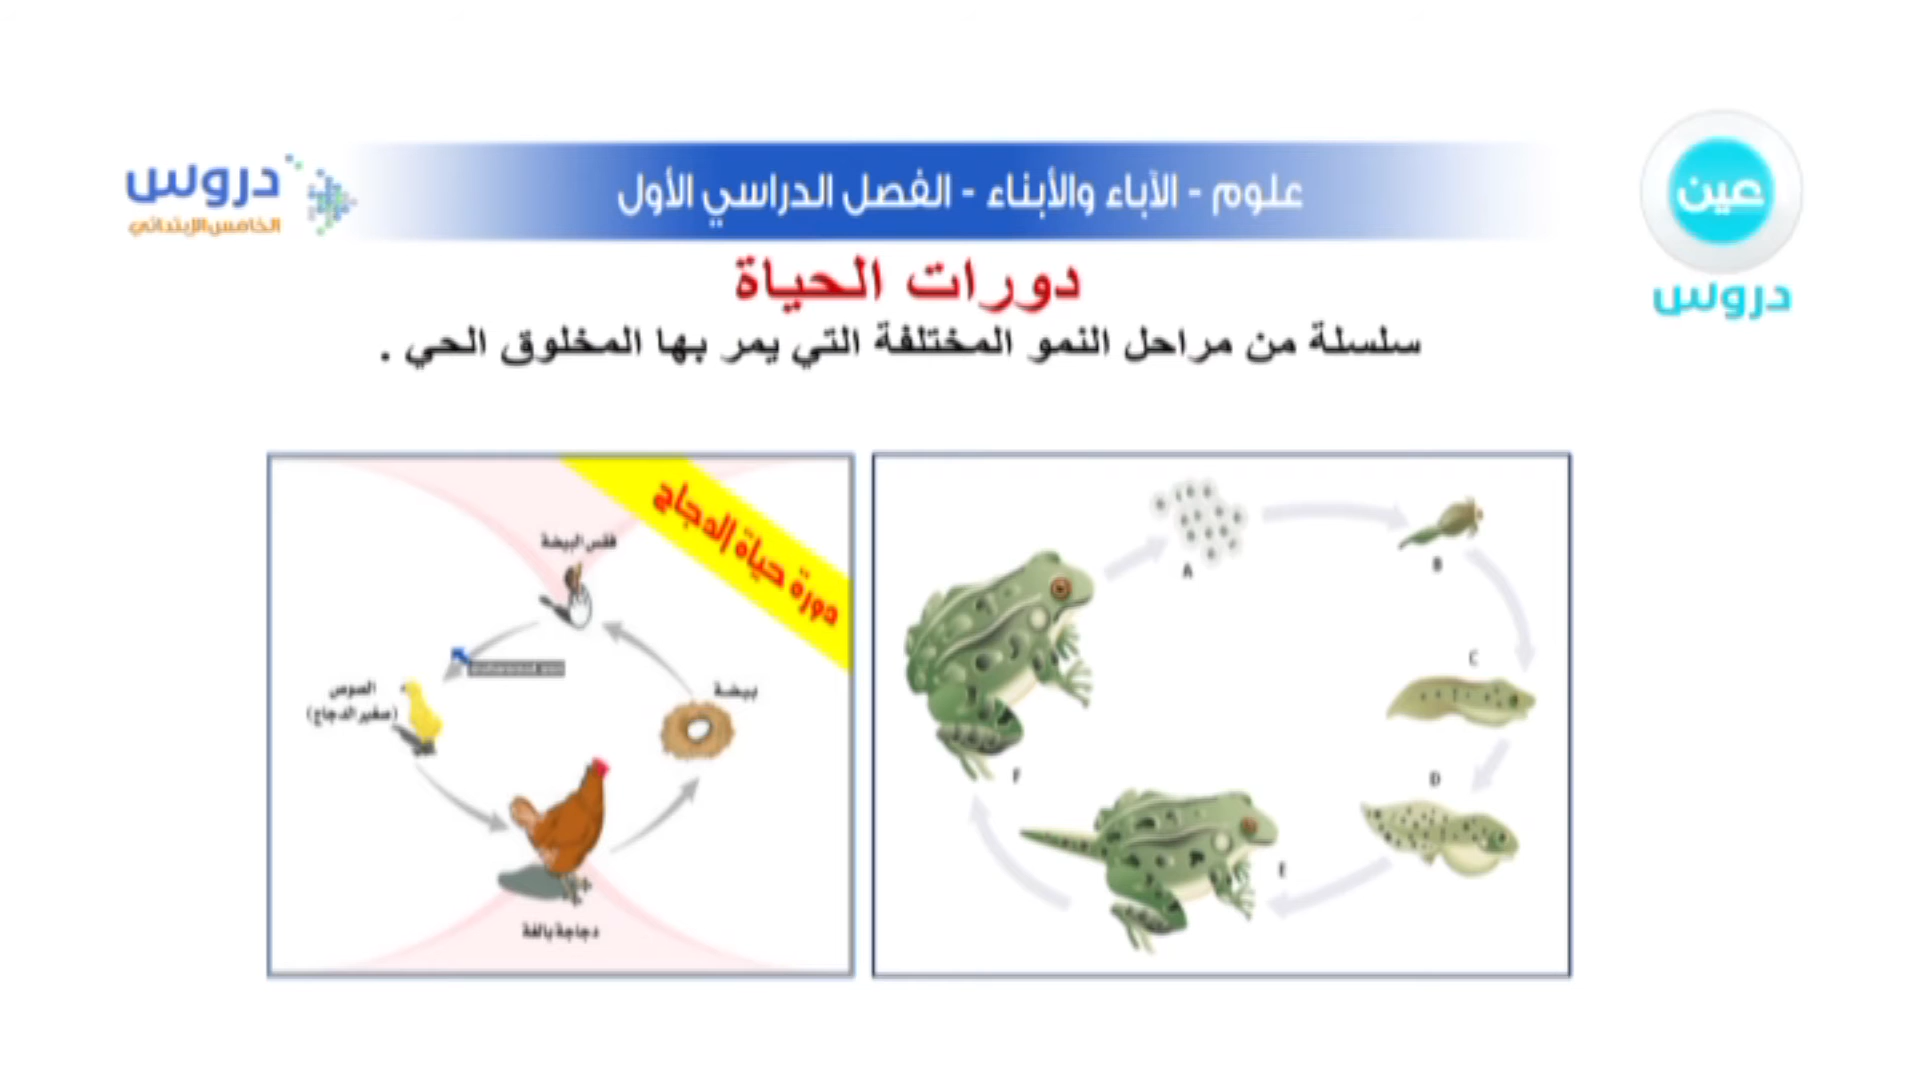 علوم - الآباء والأبناء - الفصل الدراسي الأول
عين
دروس
دروس
الخامس الإبتدائي
دورات الحياة
سلسلة من مراحل النمو المختلفة التي يمر بها المخلوق الحي .
A
B
C
D
E
F
دورة حياة الدجاج
فقس البيضة
بيضة
الصوص
(صغير الدجاج)
دجاجة بالغة